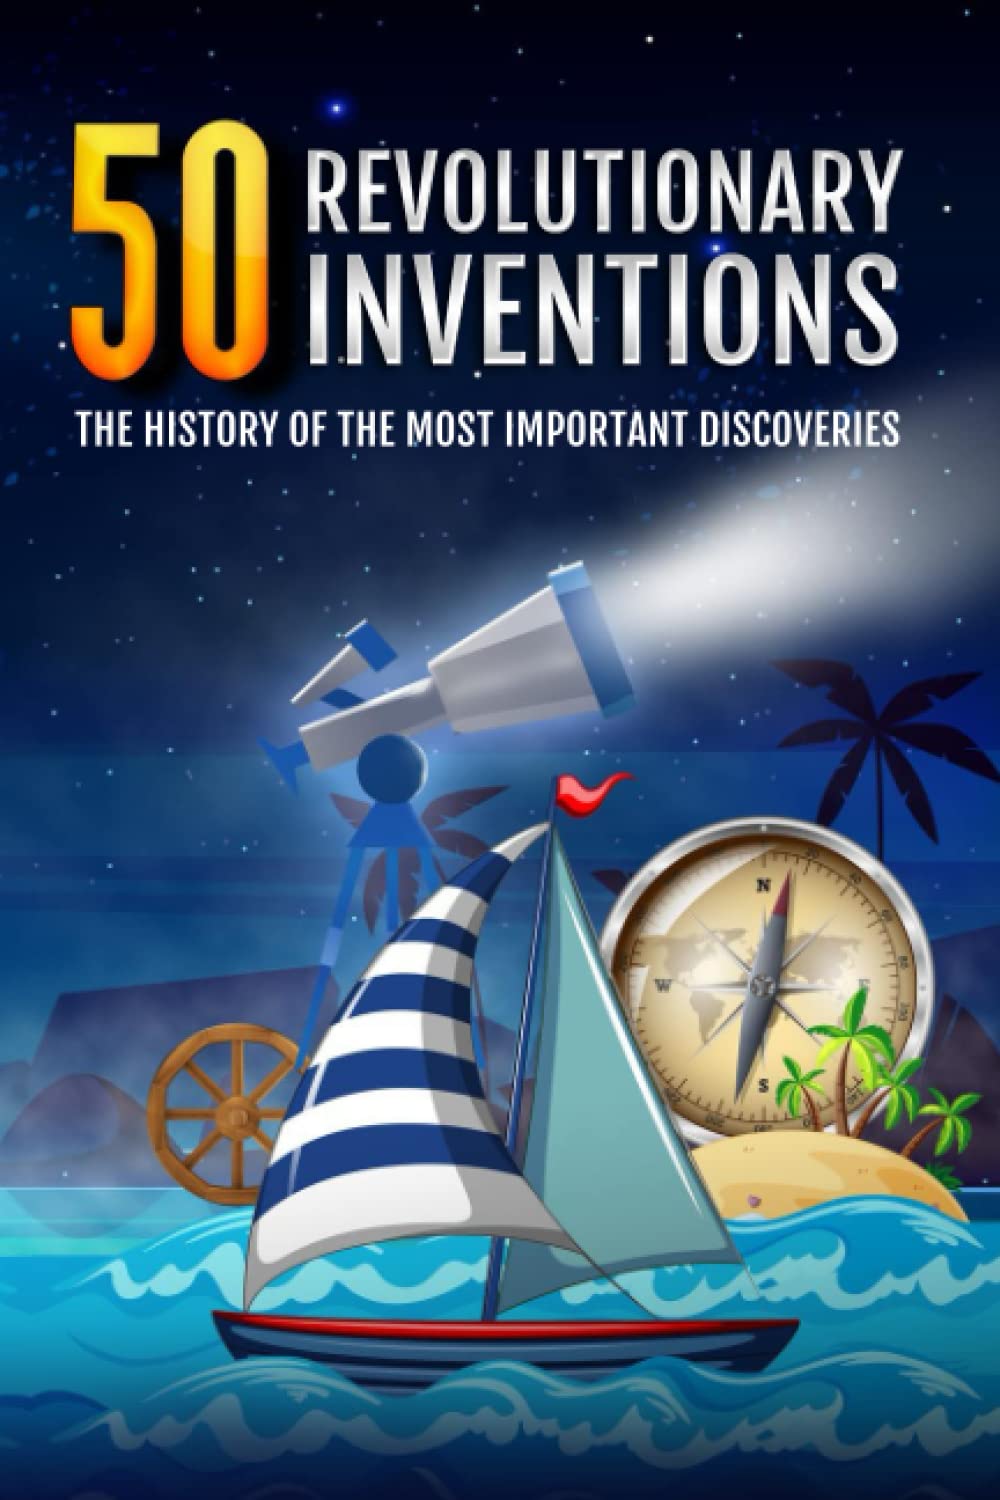 50 REVOLUTIONARY
INVENTIONS
THE HISTORY OF THE MOST IMPORTANT DISCOVERIES
N
W E
S